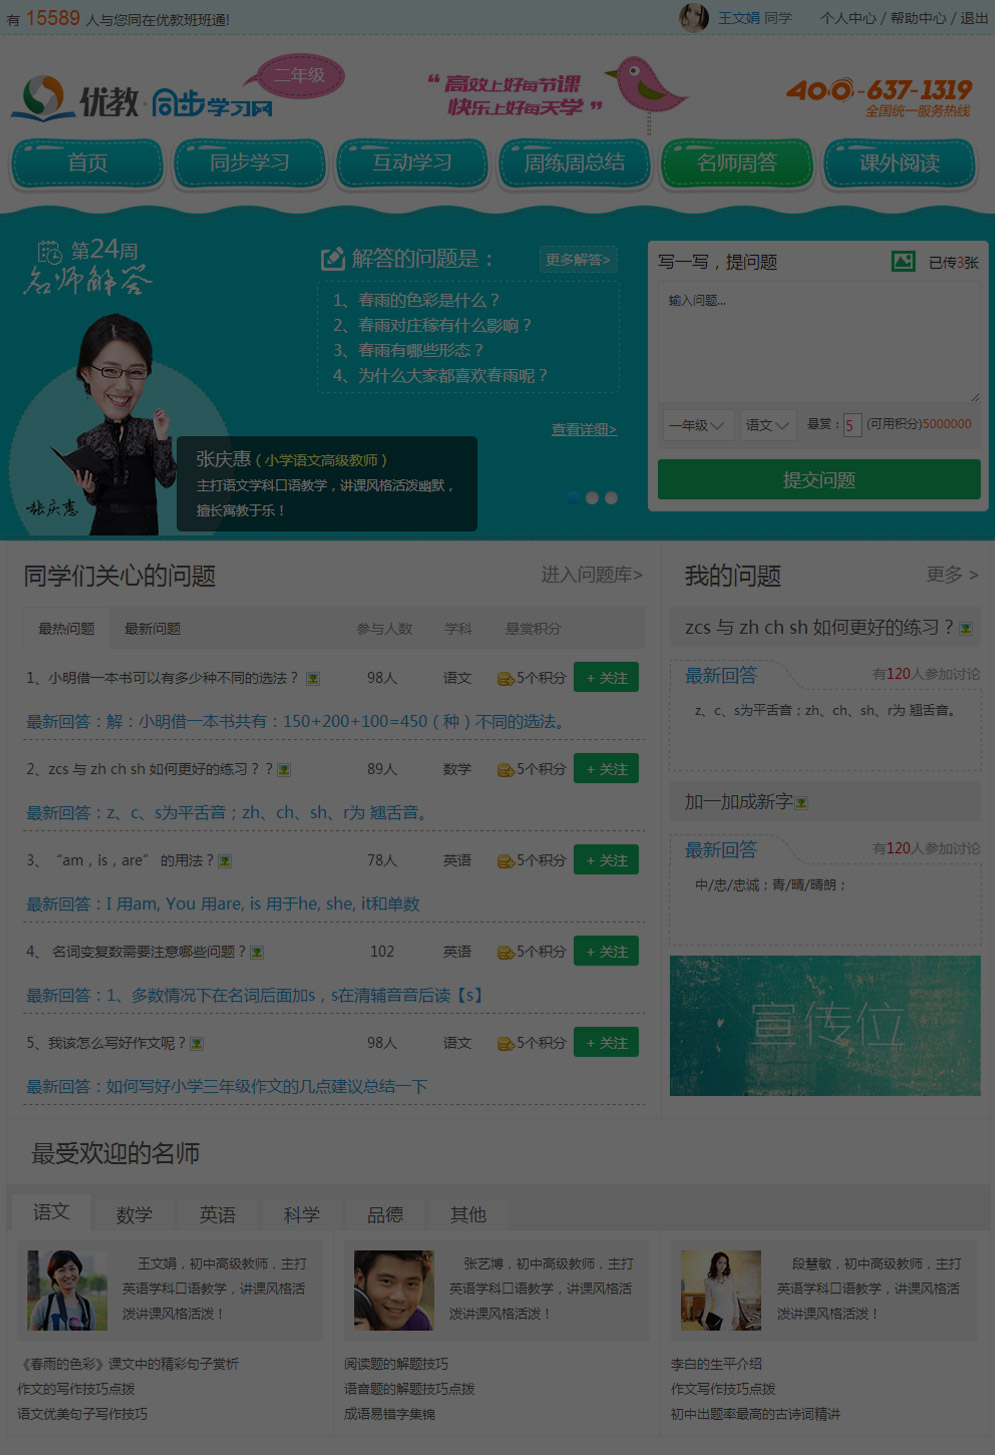 有 15589 人与您同在优教班班通!
王文娟 同学 个人中心 / 帮助中心 / 退出
优教·同步学习网
二年级
“高效上好每节课
快乐上好每天学”
400-637-1319
全国统一服务热线
首页 同步学习 互动学习 周练周总结 名师周答 课外阅读
第24周
名师解答
解答的问题是：
更多解答>
1、春雨的色彩是什么？
2、春雨对庄稼有什么影响？
3、春雨有哪些形态？
4、为什么大家都喜欢春雨呢？
查看详细>
张庆惠
张庆惠（小学语文高级教师）
主打语文学科口语教学，讲课风格活泼幽默，
擅长寓教于乐！
写一写，提问题 已传3张
输入问题...
一年级 语文 悬赏：5 (可用积分)5000000
提交问题
同学们关心的问题 进入问题库>
最热问题 最新问题 参与人数 学科 悬赏积分
1、小明借一本书可以有多少种不同的选法？ 98人 语文 5个积分 + 关注
最新回答：解：小明借一本书共有：150+200+100=450（种）不同的选法。
2、zcs 与 zh ch sh 如何更好的练习？？ 89人 数学 5个积分 + 关注
最新回答：z、c、s为平舌音；zh、ch、sh、r为 翘舌音。
3、“am，is，are” 的用法？ 78人 英语 5个积分 + 关注
最新回答：I 用am, You 用are, is 用于he, she, it和单数
4、 名词变复数需要注意哪些问题？ 102 英语 5个积分 + 关注
最新回答：1、多数情况下在名词后面加s，s在清辅音音后读【s】
5、我该怎么写好作文呢？ 98人 语文 5个积分 + 关注
最新回答：如何写好小学三年级作文的几点建议总结一下
我的问题 更多 >
zcs 与 zh ch sh 如何更好的练习？
最新回答 有120人参加讨论
z、c、s为平舌音；zh、ch、sh、r为 翘舌音。
加一加成新字
最新回答 有120人参加讨论
中/忠/忠诚；青/晴/晴朗；
宣传位
最受欢迎的名师
语文 数学 英语 科学 品德 其他
王文娟，初中高级教师，主打
英语学科口语教学，讲课风格活
泼讲课风格活泼！
《春雨的色彩》课文中的精彩句子赏析
作文的写作技巧点拨
语文优美句子写作技巧
张艺博，初中高级教师，主打
英语学科口语教学，讲课风格活
泼讲课风格活泼！
阅读题的解题技巧
语音题的解题技巧点拨
成语易错字集锦
段慧敏，初中高级教师，主打
英语学科口语教学，讲课风格活
泼讲课风格活泼！
李白的生平介绍
作文写作技巧点拨
初中出题率最高的古诗词精讲